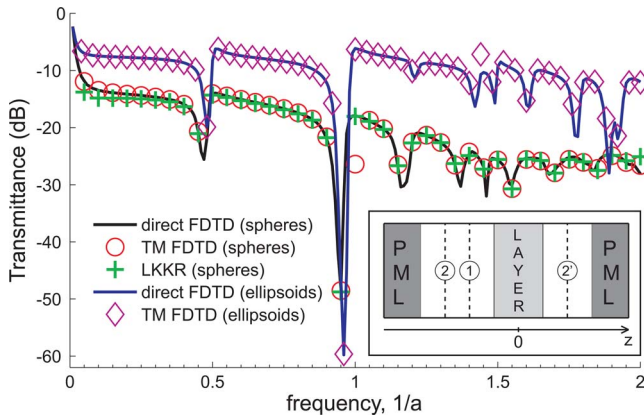 0
-10
-20
-30
-40
-50
-60
Transmittance (dB)
direct FDTD (spheres)
TM FDTD (spheres)
LKKR (spheres)
direct FDTD (ellipsoids)
TM FDTD (ellipsoids)
PML
2
1
LAYER
2'
PML
0
z
0
0.5
1
1.5
2
frequency, 1/a